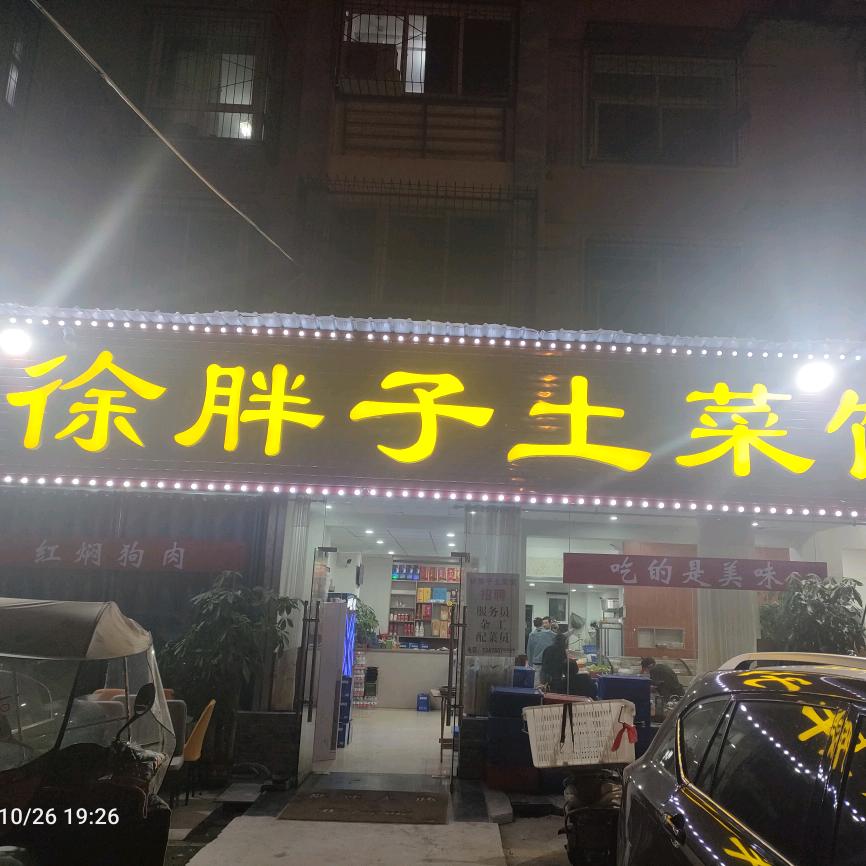 徐胖子土菜
红焖狗肉
吃的是美味
招聘
服务员
杂工
配菜员
10/26 19:26